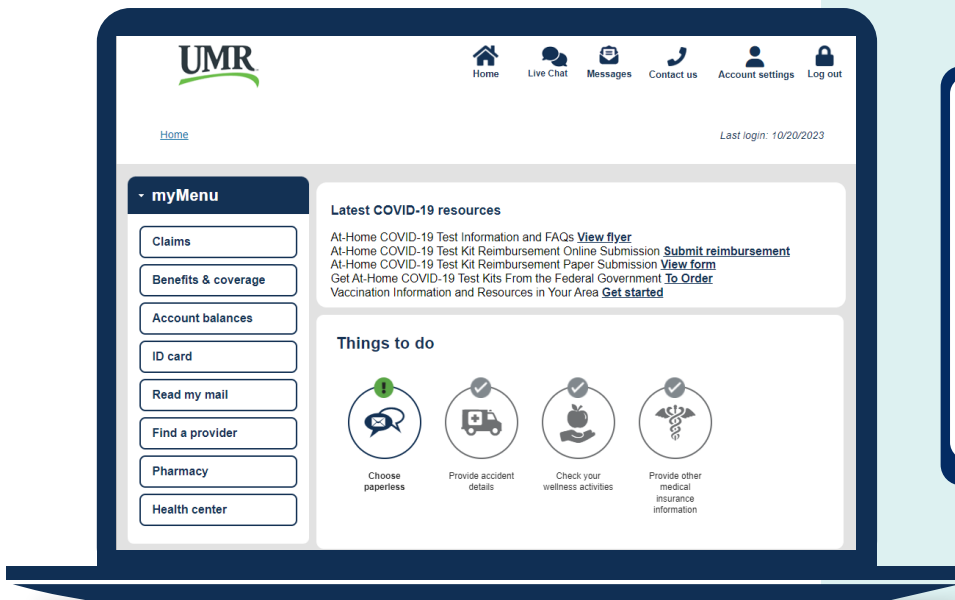 UMR
Home
Live Chat
Messages
Contact us
Account settings
Log out
Home
Last login: 10/20/2023
myMenu
Claims
Benefits & coverage
Account balances
ID card
Read my mail
Find a provider
Pharmacy
Health center
Latest COVID-19 resources
At-Home COVID-19 Test Information and FAQs View flyer
At-Home COVID-19 Test Kit Reimbursement Online Submission Submit reimbursement
At-Home COVID-19 Test Kit Reimbursement Paper Submission View form
Get At-Home COVID-19 Test Kits From the Federal Government To Order
Vaccination Information and Resources in Your Area Get started
Things to do
!
Choose
paperless
Provide accident
details
Check your
wellness activities
Provide other
medical
insurance
information